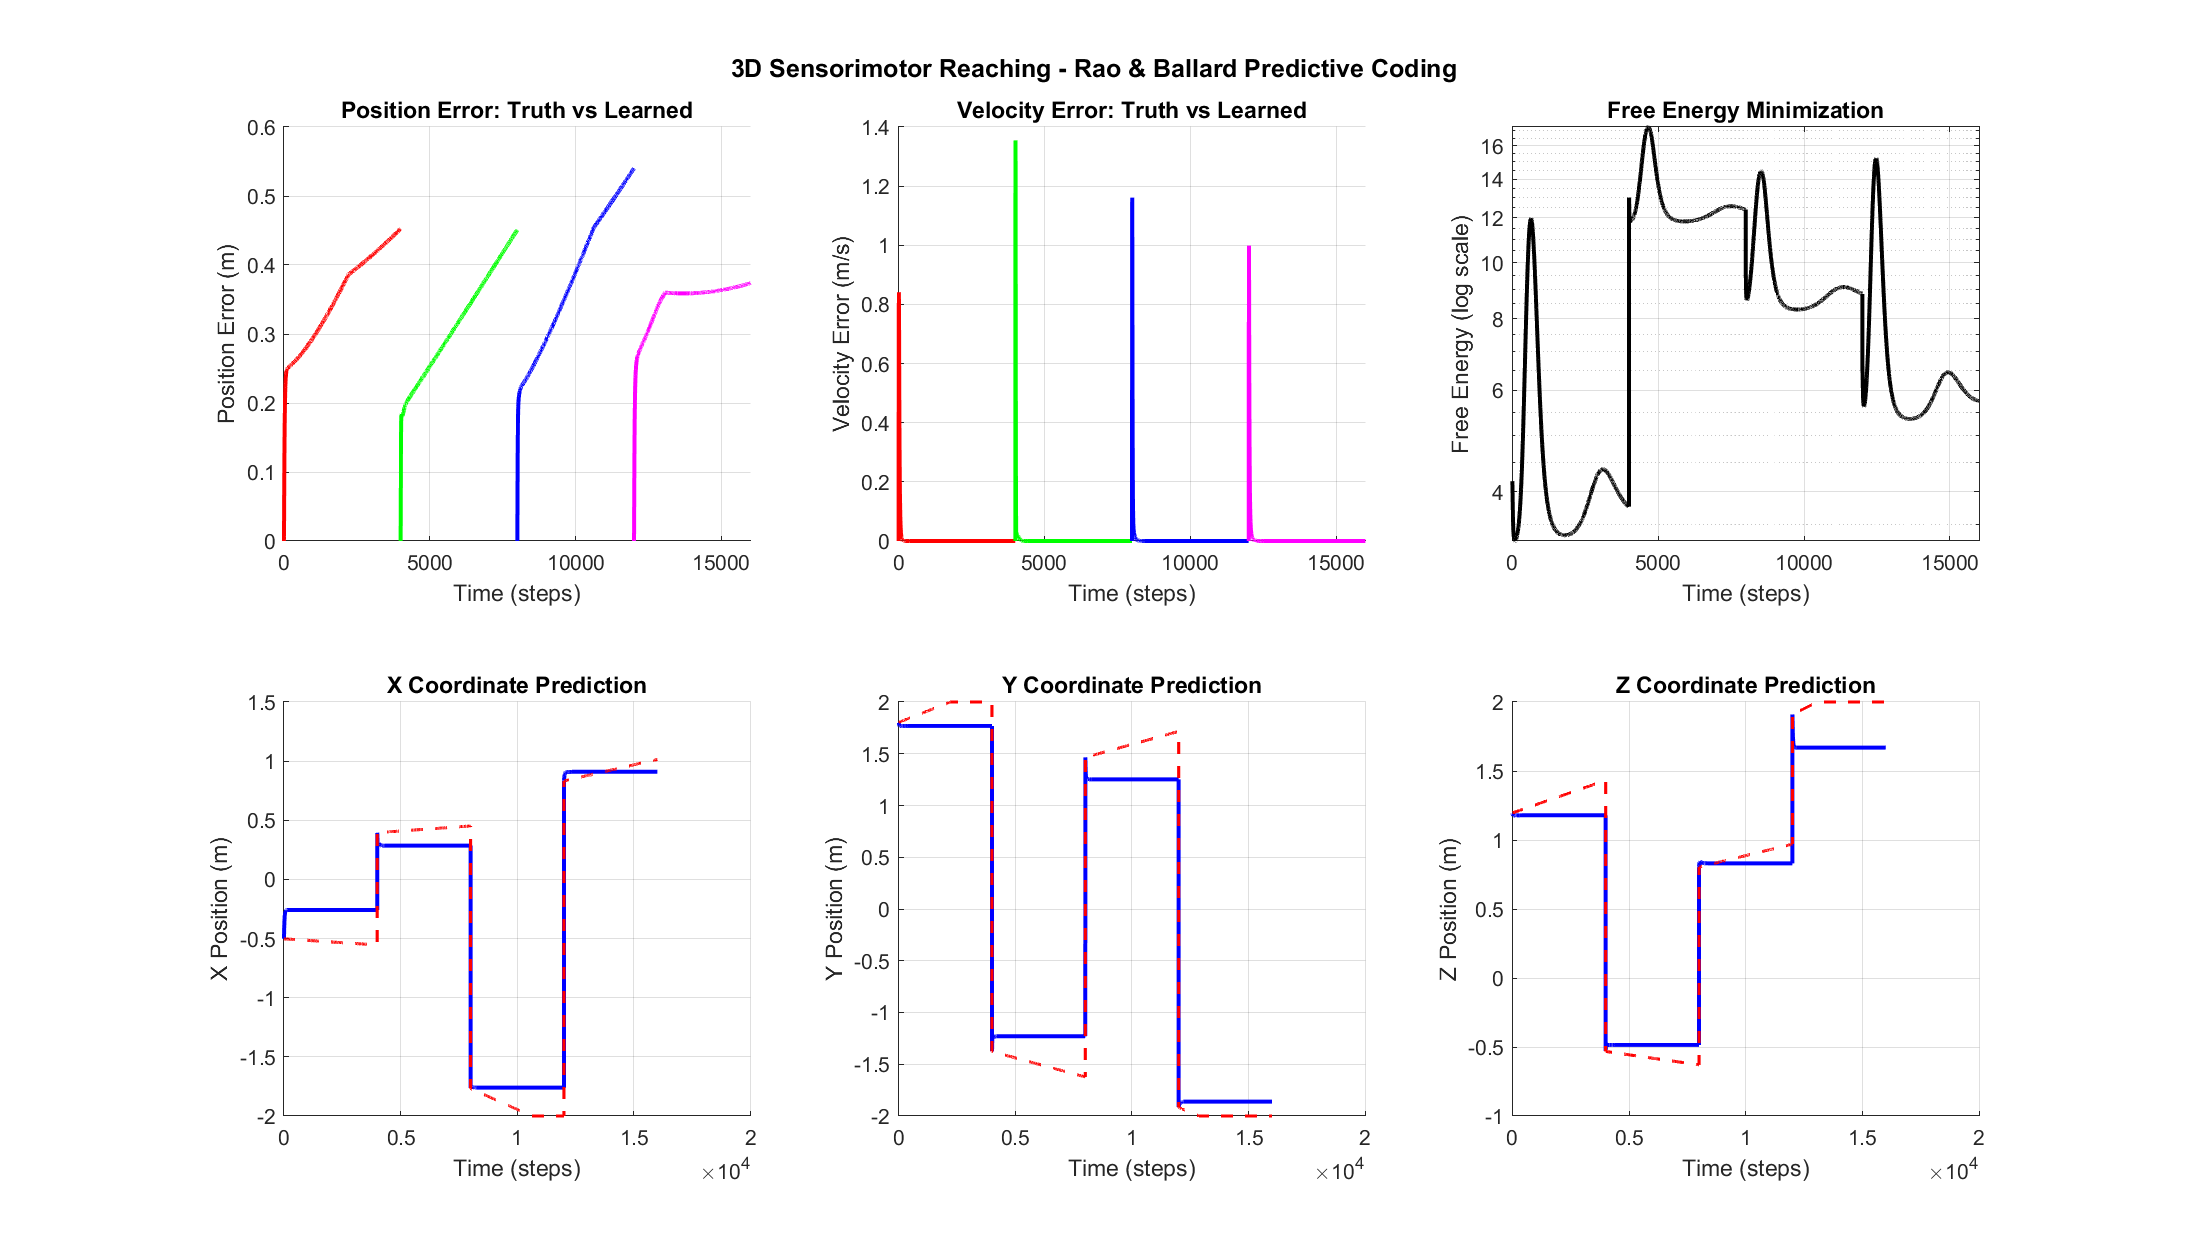 3D Sensorimotor Reaching - Rao & Ballard Predictive Coding
Position Error: Truth vs Learned
Position Error (m)
0.6
0.5
0.4
0.3
0.2
0.1
0
0 5000 10000 15000
Time (steps)
Velocity Error: Truth vs Learned
Velocity Error (m/s)
1.4
1.2
1
0.8
0.6
0.4
0.2
0
0 5000 10000 15000
Time (steps)
Free Energy Minimization
Free Energy (log scale)
16
14
12
10
8
6
4
0 5000 10000 15000
Time (steps)
X Coordinate Prediction
X Position (m)
1.5
1
0.5
0
-0.5
-1
-1.5
-2
0 0.5 1 1.5 2
Time (steps)
×10⁴
Y Coordinate Prediction
Y Position (m)
2
1.5
1
0.5
0
-0.5
-1
-1.5
-2
0 0.5 1 1.5 2
Time (steps)
×10⁴
Z Coordinate Prediction
Z Position (m)
2
1.5
1
0.5
0
-0.5
-1
0 0.5 1 1.5 2
Time (steps)
×10⁴